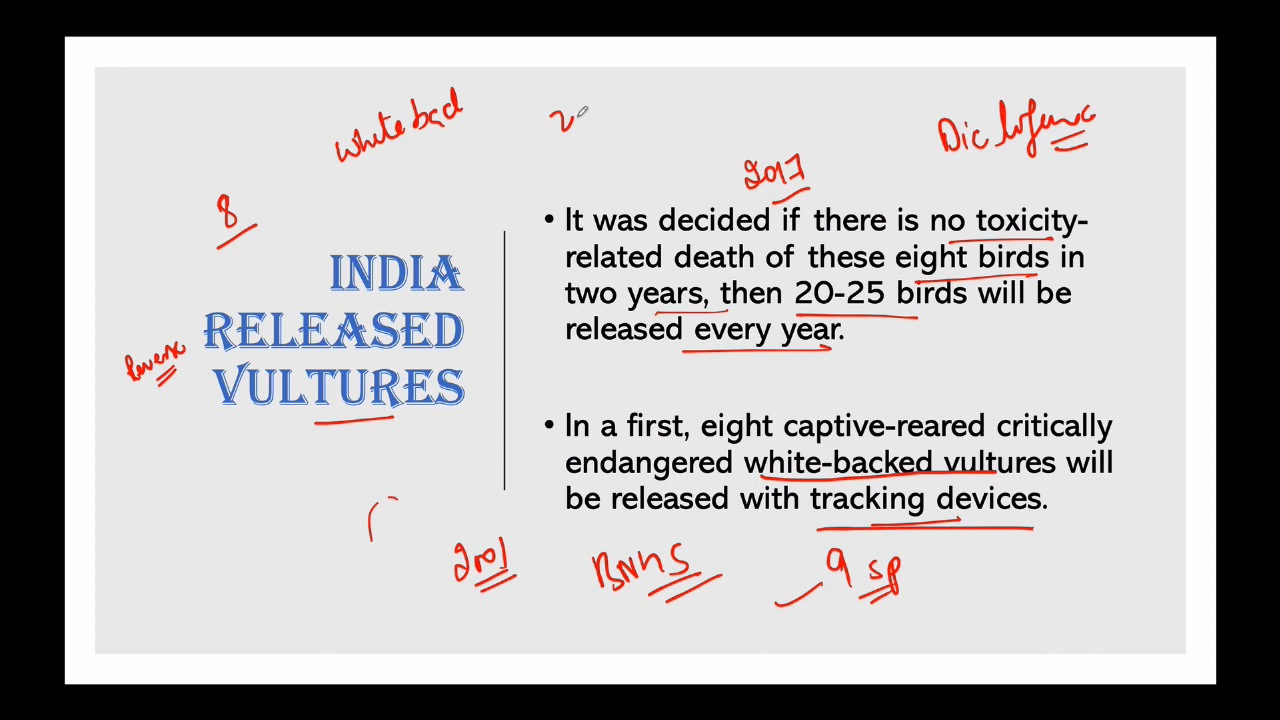 White bacd
Diclofenac
2017
8
INDIA
RELEASED
VULTURES
• It was decided if there is no toxicity-
related death of these eight birds in
two years, then 20-25 birds will be
released every year.
• In a first, eight captive-reared critically
endangered white-backed vultures will
be released with tracking devices.
2001
BNHS
9 sp